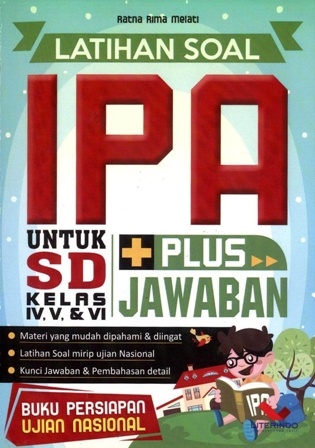 Ratna Rima Melati
LATIHAN SOAL
IPA
UNTUK
SD
KELAS
IV, V, & VI
+ PLUS
JAWABAN
Materi yang mudah dipahami & diingat
Latihan Soal mirip ujian Nasional
Kunci Jawaban & Pembahasan detail
BUKU PERSIAPAN
UJIAN NASIONAL
IPA
LITERINDO